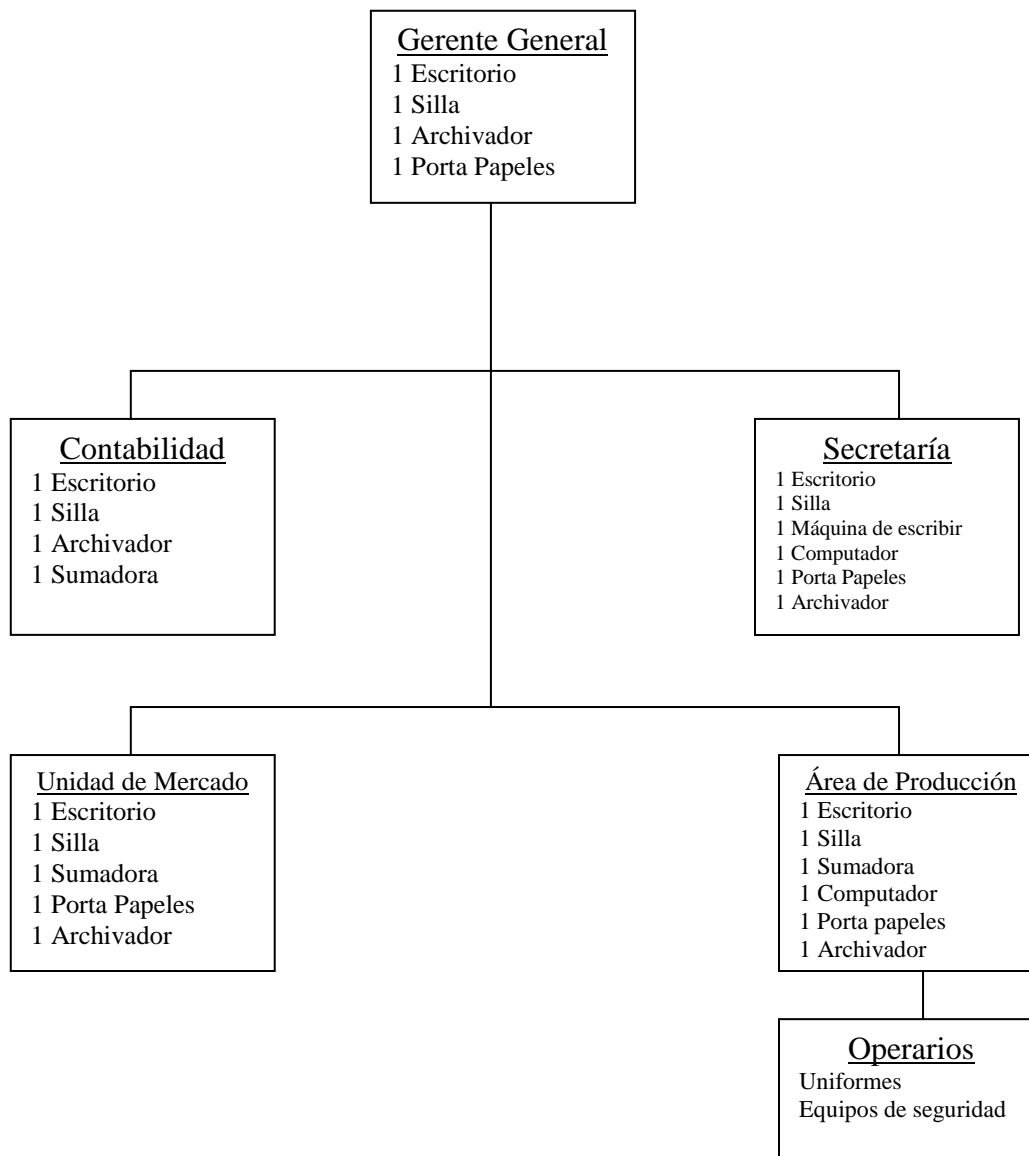 Gerente General
1 Escritorio
1 Silla
1 Archivador
1 Porta Papeles
Contabilidad
1 Escritorio
1 Silla
1 Archivador
1 Sumadora
Secretaría
1 Escritorio
1 Silla
1 Máquina de escribir
1 Computador
1 Porta Papeles
1 Archivador
Unidad de Mercado
1 Escritorio
1 Silla
1 Sumadora
1 Porta Papeles
1 Archivador
Área de Producción
1 Escritorio
1 Silla
1 Sumadora
1 Computador
1 Porta papeles
1 Archivador
Operarios
Uniformes
Equipos de seguridad